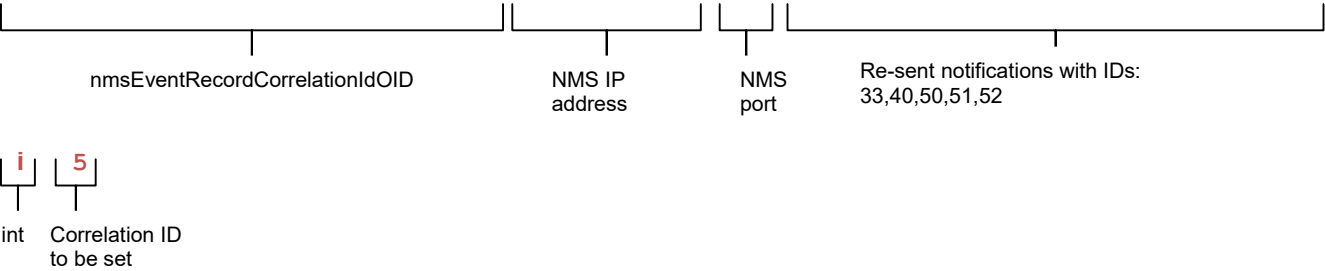 nmsEventRecordCorrelationIdOID
NMS IP
address
NMS
port
Re-sent notifications with IDs:
33,40,50,51,52
i 5
int
Correlation ID
to be set